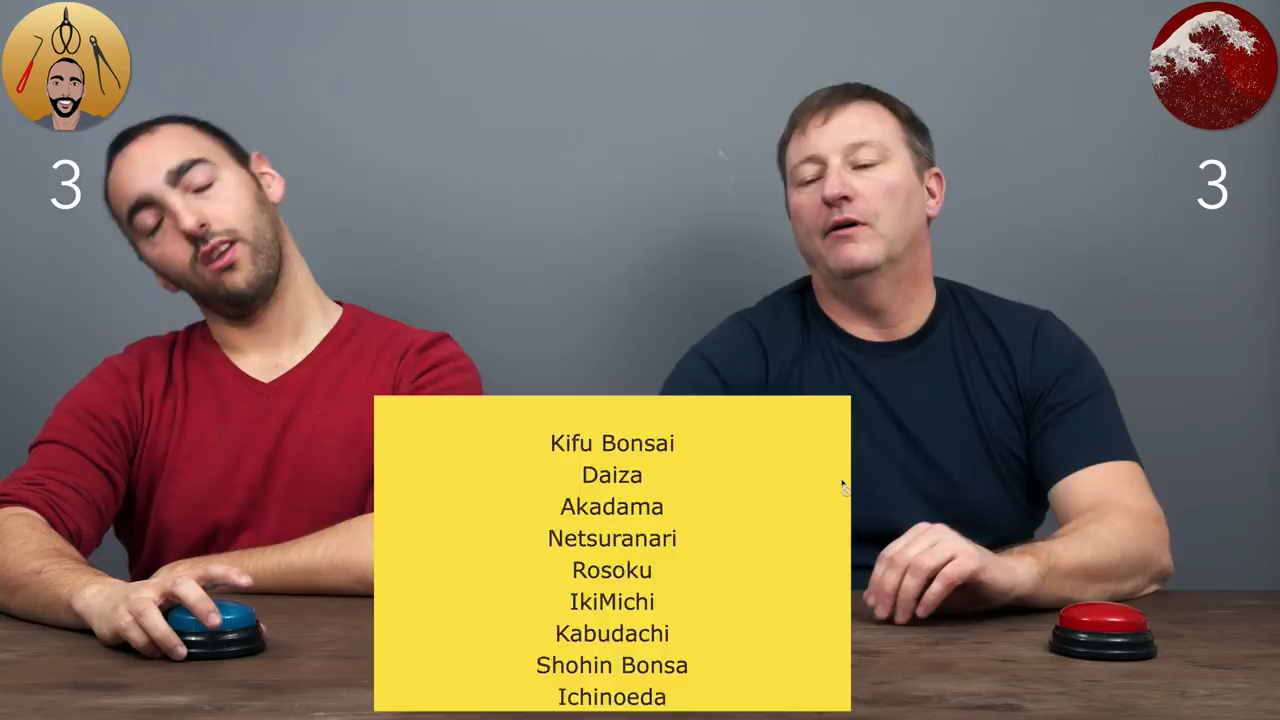 3
3
Kifu Bonsai
Daiza
Akadama
Netsuranari
Rosoku
IkiMichi
Kabudachi
Shohin Bonsa
Ichinoeda